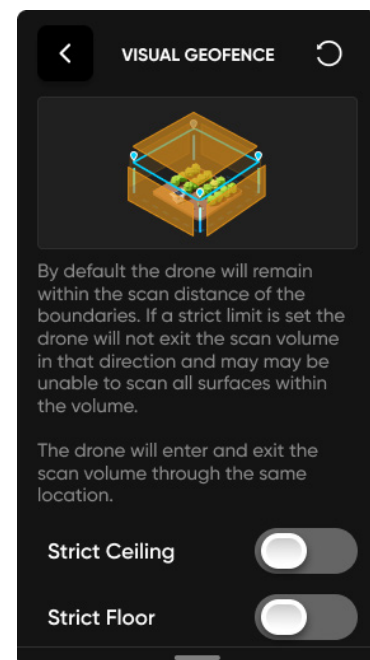 VISUAL GEOFENCE
By default the drone will remain
within the scan distance of the
boundaries. If a strict limit is set the
drone will not exit the scan volume
in that direction and may may be
unable to scan all surfaces within
the volume.
The drone will enter and exit the
scan volume through the same
location.
Strict Ceiling
Strict Floor